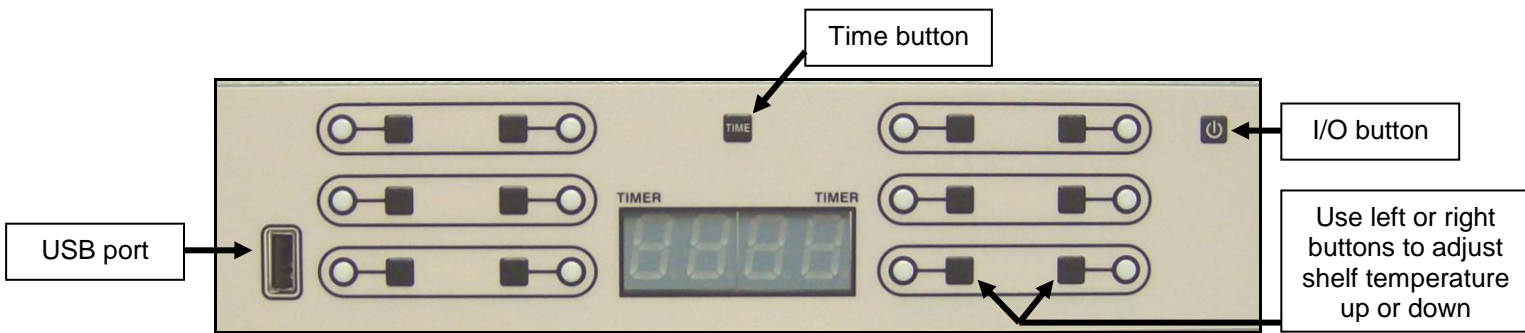 Time button
TIME
I/O button
TIMER TIMER
USB port
Use left or right
buttons to adjust
shelf temperature
up or down